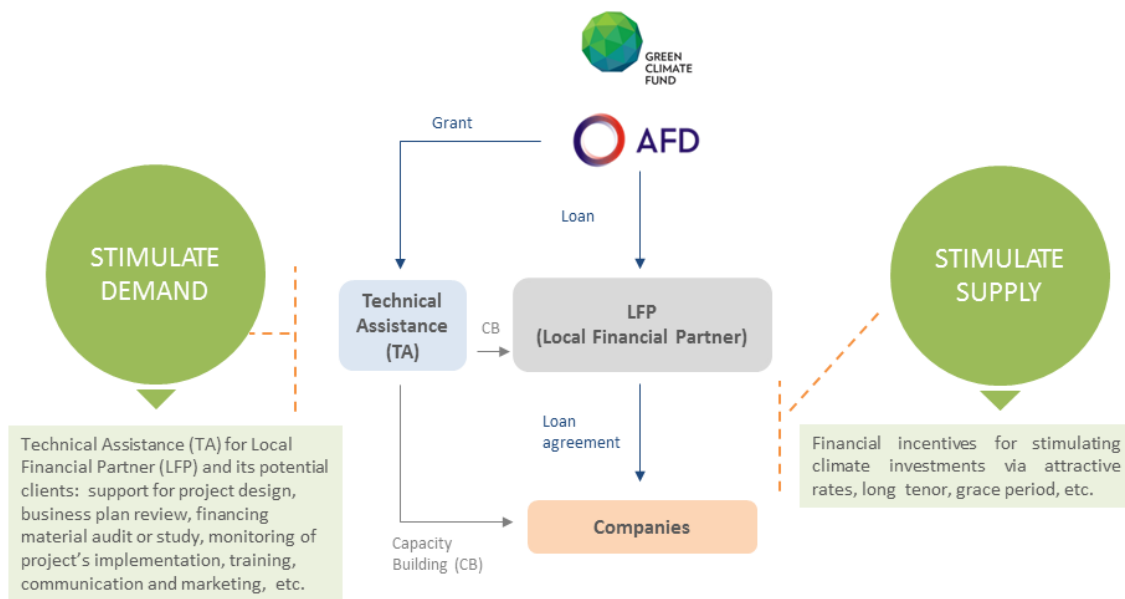 GREEN
CLIMATE
FUND
Grant
AFD
Loan
STIMULATE
DEMAND
STIMULATE
SUPPLY
Technical
Assistance
(TA)
CB
LFP
(Local Financial Partner)
Loan
agreement
Technical Assistance (TA) for Local
Financial Partner (LFP) and its potential
clients: support for project design,
business plan review, financing
material audit or study, monitoring of
project's implementation, training,
communication and marketing, etc.
Financial incentives for stimulating
climate investments via attractive
rates, long tenor, grace period, etc.
Companies
Capacity
Building (CB)